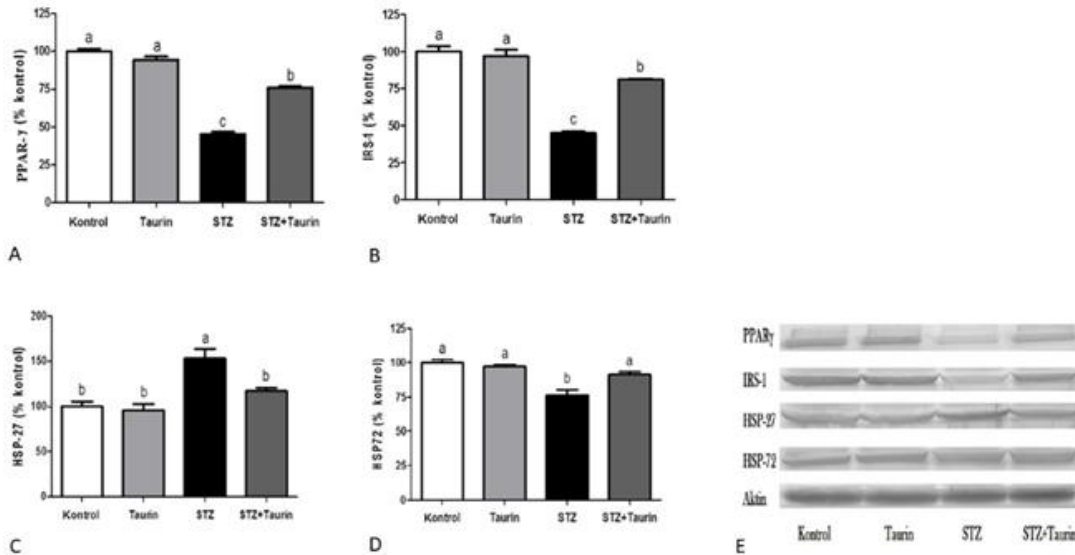 125
100
75
50
25
0
PPAR-γ (% kontrol)
a
a
c
b
Kontrol Taurin STZ STZ+Taurin
A
125
100
75
50
25
0
IRS-1 (% kontrol)
a
a
c
b
Kontrol Taurin STZ STZ+Taurin
B
200
150
100
50
0
HSP-27 (% kontrol)
b
b
a
b
Kontrol Taurin STZ STZ+Taurin
C
125
100
75
50
25
0
HSP72 (% kontrol)
a
a
b
a
Kontrol Taurin STZ STZ+Taurin
D
PPARγ
IRS-1
HSP-27
HSP-72
Aktin
Kontrol Taurin STZ STZ+Taurin
E